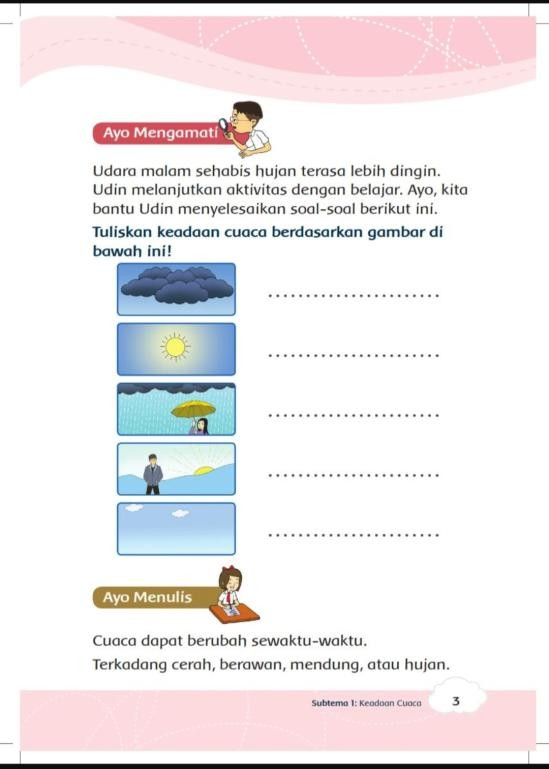 Ayo Mengamati
Udara malam sehabis hujan terasa lebih dingin.
Udin melanjutkan aktivitas dengan belajar. Ayo, kita
bantu Udin menyelesaikan soal-soal berikut ini.
Tuliskan keadaan cuaca berdasarkan gambar di
bawah ini!
........................
........................
........................
........................
........................
Ayo Menulis
Cuaca dapat berubah sewaktu-waktu.
Terkadang cerah, berawan, mendung, atau hujan.
Subtema 1: Keadaan Cuaca
3